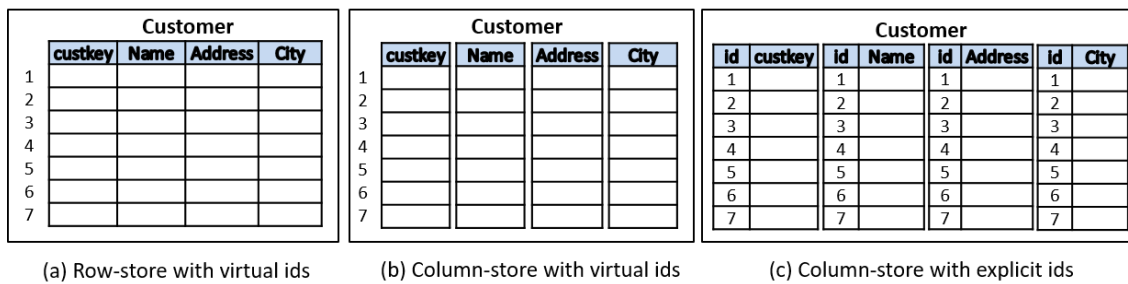 Customer
custkey Name Address City
1
2
3
4
5
6
7
(a) Row-store with virtual ids
Customer
custkey Name Address City
1
2
3
4
5
6
7
(b) Column-store with virtual ids
Customer
id custkey id Name id Address id City
1 1 1 1
2 2 2 2
3 3 3 3
4 4 4 4
5 5 5 5
6 6 6 6
7 7 7 7
(c) Column-store with explicit ids